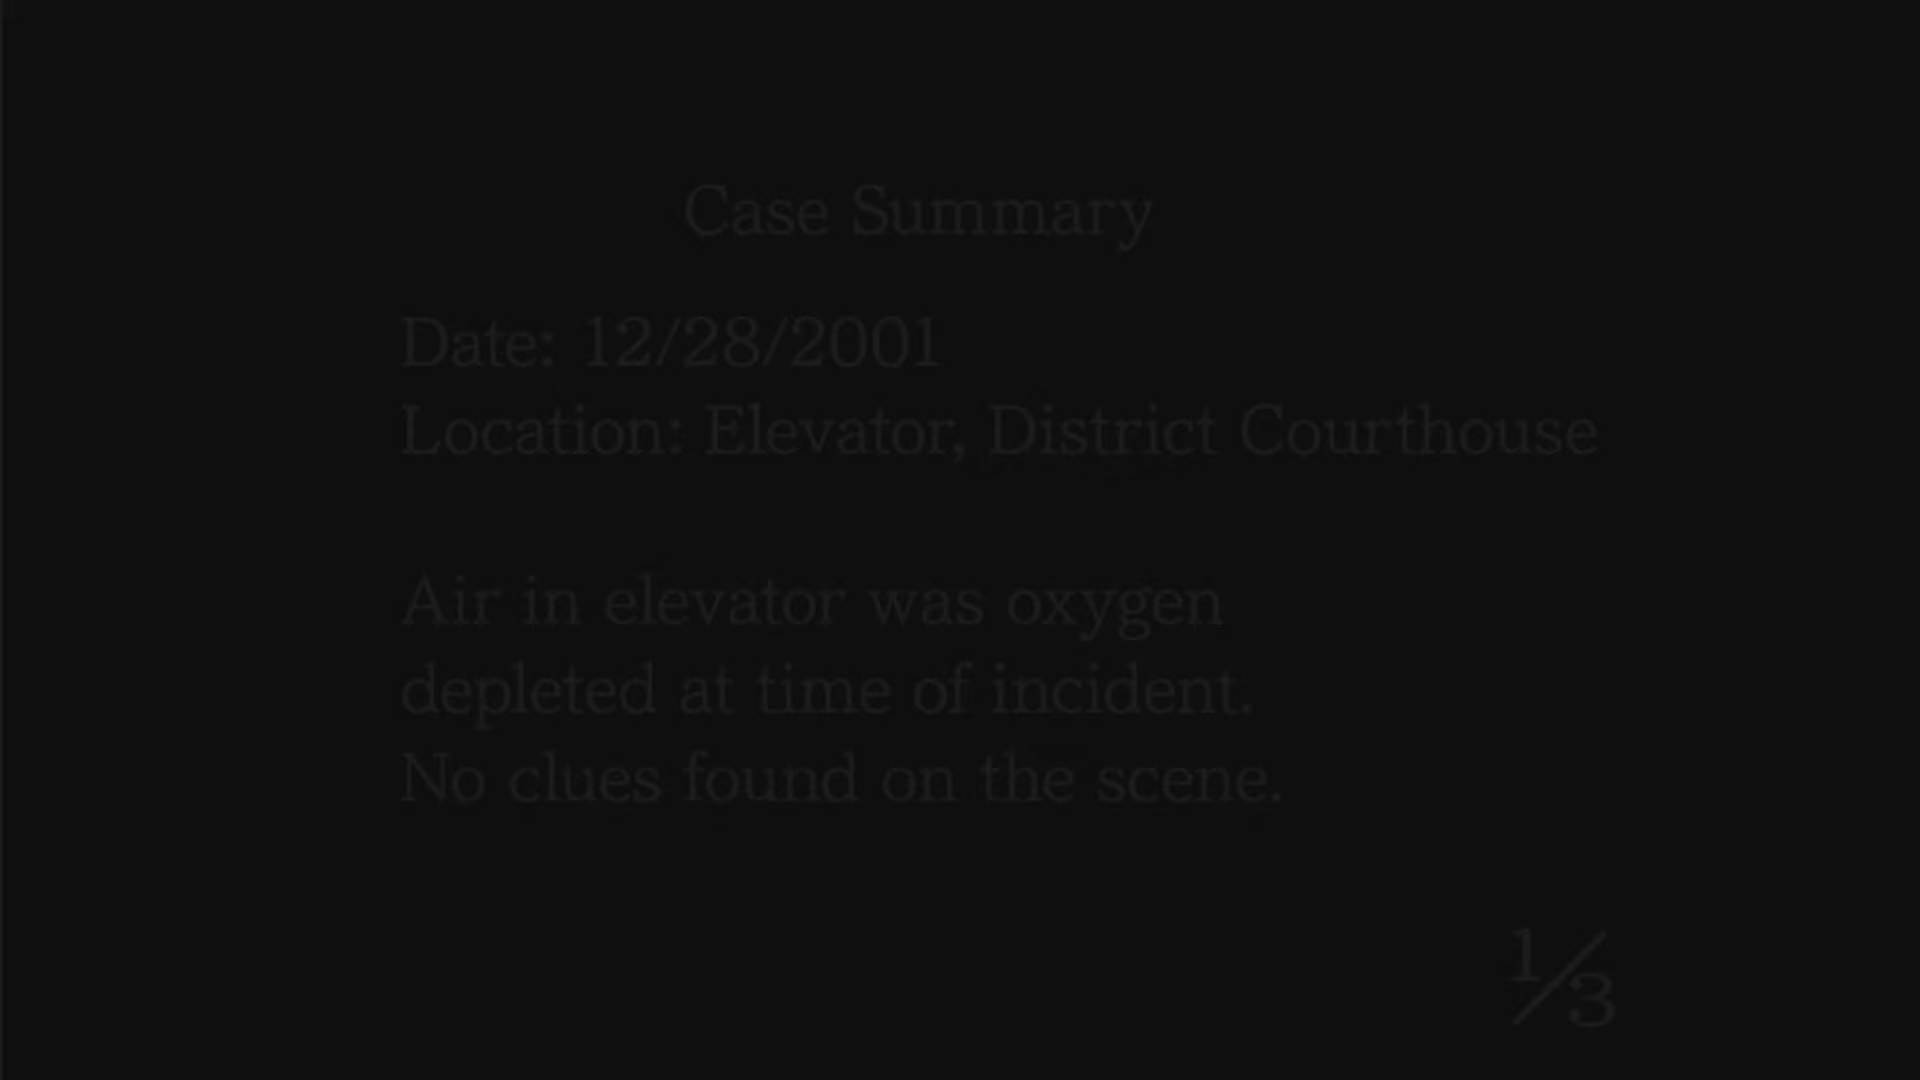 Case Summary
Date: 12/28/2001
Location: Elevator, District Courthouse
Air in elevator was oxygen
depleted at time of incident.
No clues found on the scene.
1/3